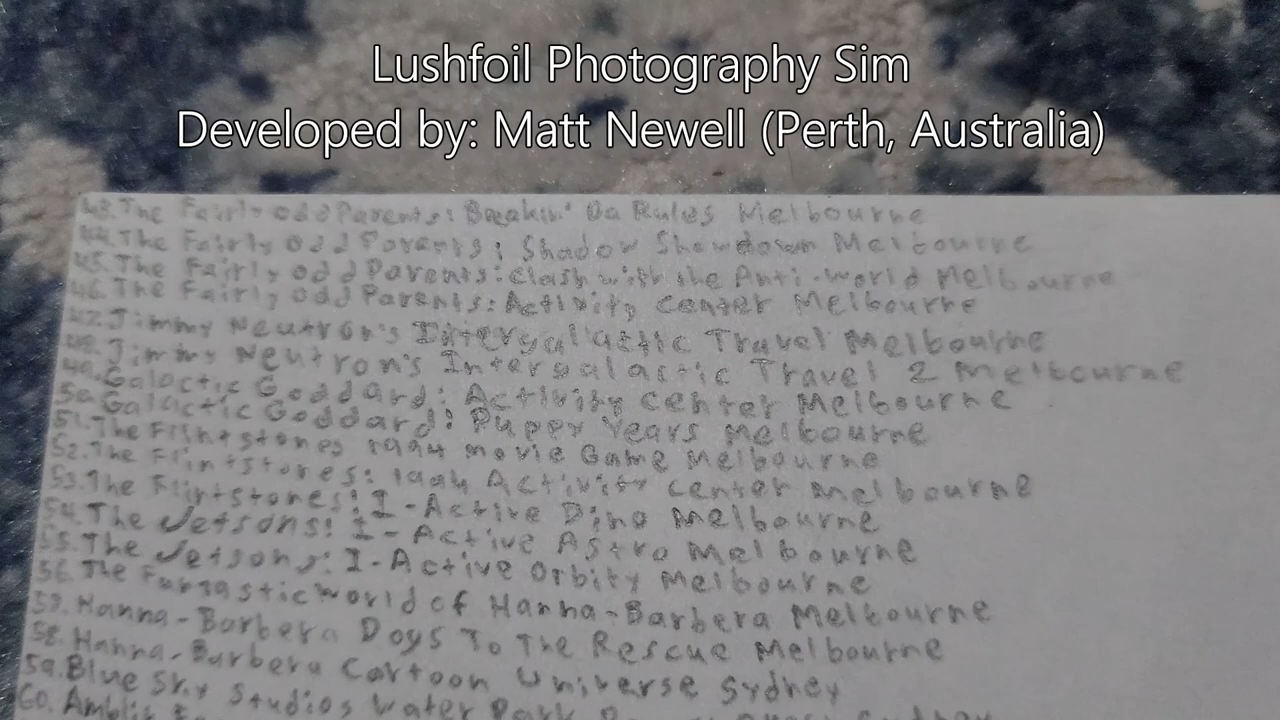 Lushfoil Photography Sim
Developed by: Matt Newell (Perth, Australia)
43. The Fairly odd Parents: Breakin' Da Rules Melbourne
44. The Fairly odd Parents: Shadow Showdown Melbourne
45. The Fairly odd Parents: Clash with the Anti-world Melbourne
46. The Fairly odd Parents: Activity center Melbourne
47. Jimmy Neutron's Intergalactic Travel Melbourne
48. Jimmy Neutron's Intergalactic Travel 2 Melbourne
49. Galactic Goddard: Activity center Melbourne
50. Galactic Goddard: Puppy Years Melbourne
51. The Flintstones 1994 movie Game Melbourne
52. The Flintstones: 1994 Activity center Melbourne
53. The Flintstones: I-Active Dino Melbourne
54. The Jetsons: I-Active Astro Melbourne
55. The Jetsons: I-Active Orbity Melbourne
56. The Funtastic World of Hanna-Barbera Melbourne
57. Hanna-Barbera Dogs To The Rescue Melbourne
58. Hanna-Barbera Cartoon Universe Sydney
59. Blue Sky Studios Water Park
60. Amblin